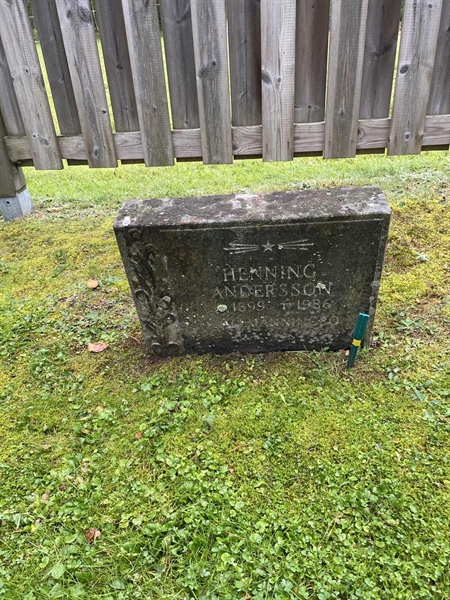 HENNING
ANDERSSON
1899 † 1986